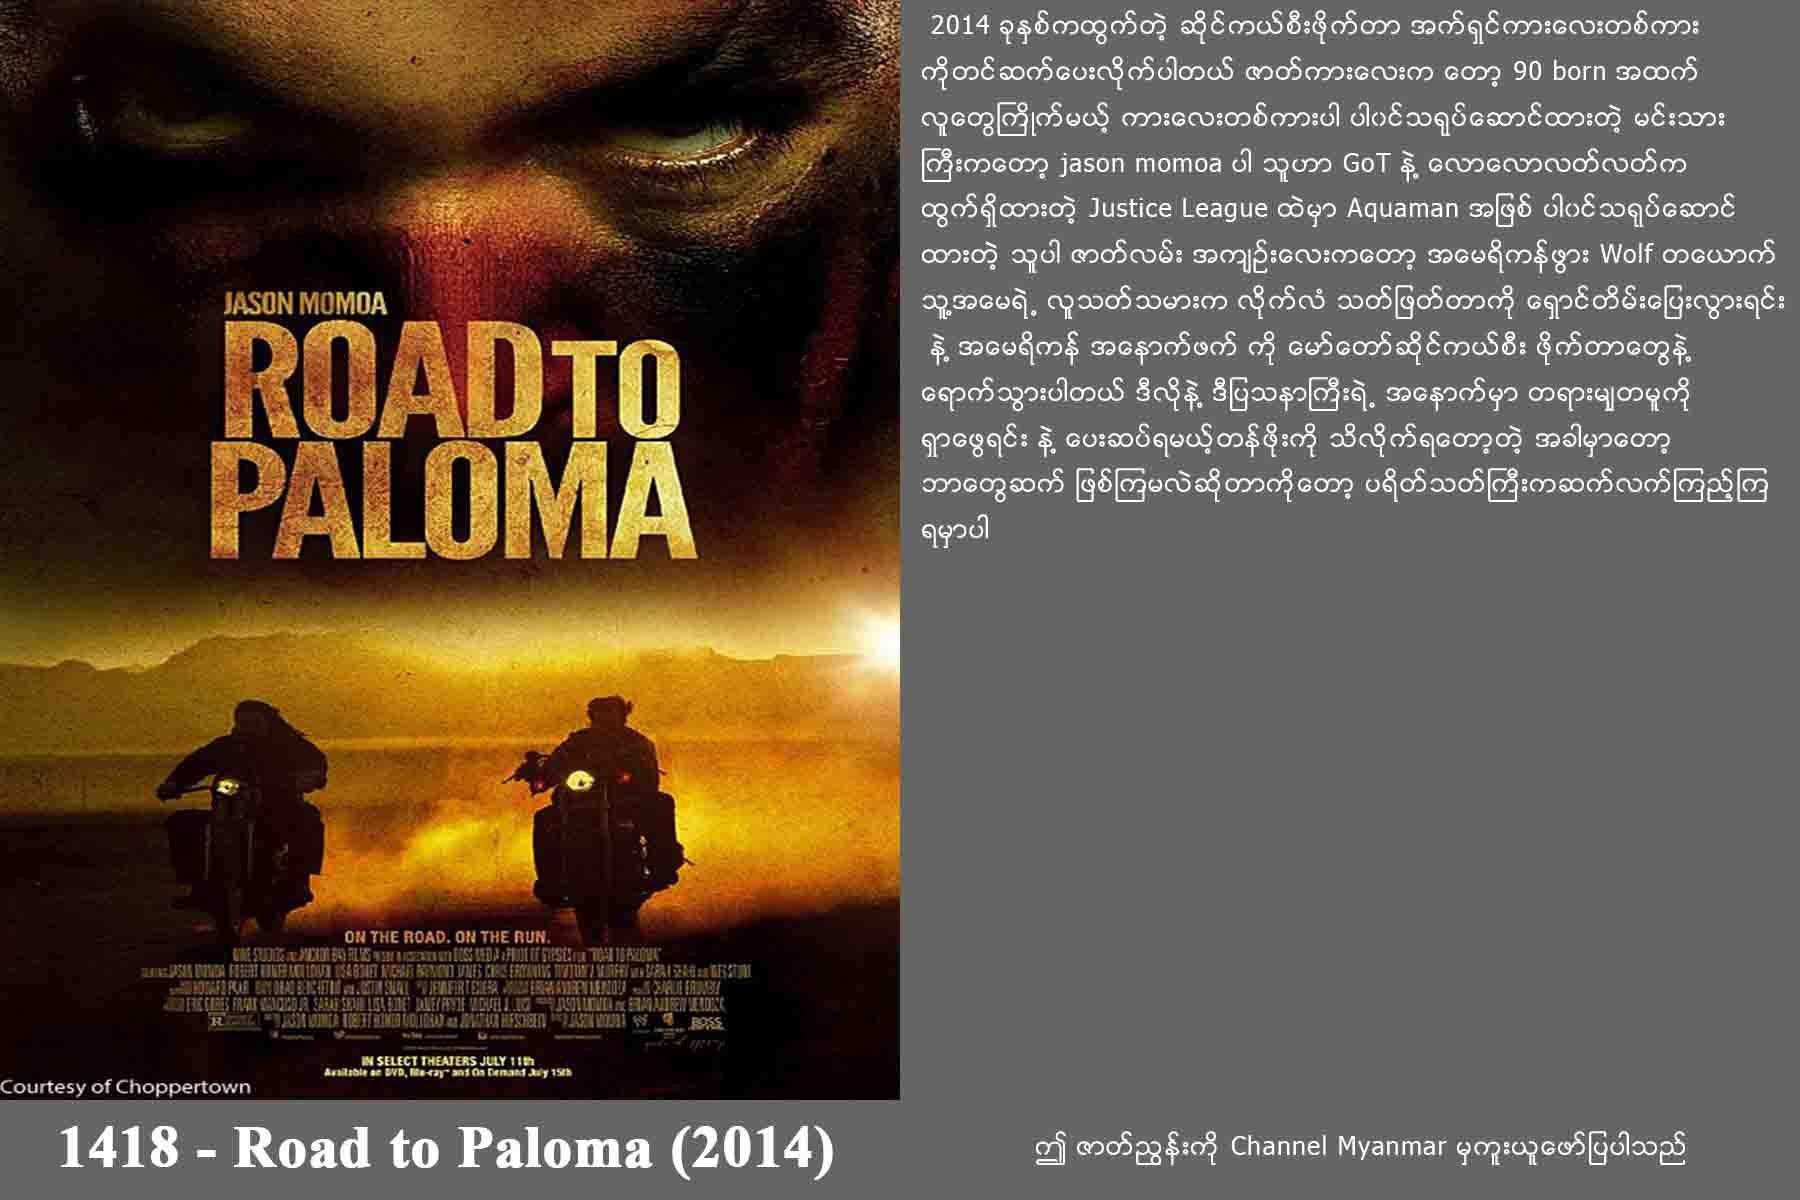 JASON MOMOA
ROAD TO
PALOMA
ON THE ROAD. ON THE RUN.
IN SELECT THEATERS JULY 11th
Available on DVD, Blu-ray™ and On Demand July 15th
Courtesy of Choppertown
1418 - Road to Paloma (2014)
2014 ခုနှစ်ကထွက်တဲ့ ဆိုင်ကယ်စီးဖိုက်တာ အက်ရှင်ကားလေးတစ်ကား
ကိုတင်ဆက်ပေးလိုက်ပါတယ် ဇာတ်ကားလေးက တော့ 90 born အထက်
လူတွေကြိုက်မယ့် ကားလေးတစ်ကားပါ ပါဝင်သရုပ်ဆောင်ထားတဲ့ မင်းသား
ကြီးကတော့ jason momoa ပါ သူဟာ GoT နဲ့ လောလောလတ်လတ်က
ထွက်ရှိထားတဲ့ Justice League ထဲမှာ Aquaman အဖြစ် ပါဝင်သရုပ်ဆောင်
ထားတဲ့ သူပါ ဇာတ်လမ်း အကျဉ်းလေးကတော့ အမေရိကန်ဖွား Wolf တယောက်
သူ့အမေရဲ့ လူသတ်သမားက လိုက်လံ သတ်ဖြတ်တာကို ရှောင်တိမ်းပြေးလွှားရင်း
နဲ့ အမေရိကန် အနောက်ဖက် ကို မော်တော်ဆိုင်ကယ်စီး ဖိုက်တာတွေနဲ့
ရောက်သွားပါတယ် ဒီလိုနဲ့ ဒီပြသနာကြီးရဲ့ အနောက်မှာ တရားမျှတမှုကို
ရှာဖွေရင်း နဲ့ ပေးဆပ်ရမယ့်တန်ဖိုးကို သိလိုက်ရတော့တဲ့ အခါမှာတော့
ဘာတွေဆက် ဖြစ်ကြမလဲဆိုတာကိုတော့ ပရိတ်သတ်ကြီးကဆက်လက်ကြည့်ကြ
ရမှာပါ
ဤ ဇာတ်ညွှန်းကို Channel Myanmar မှကူးယူဖော်ပြပါသည်